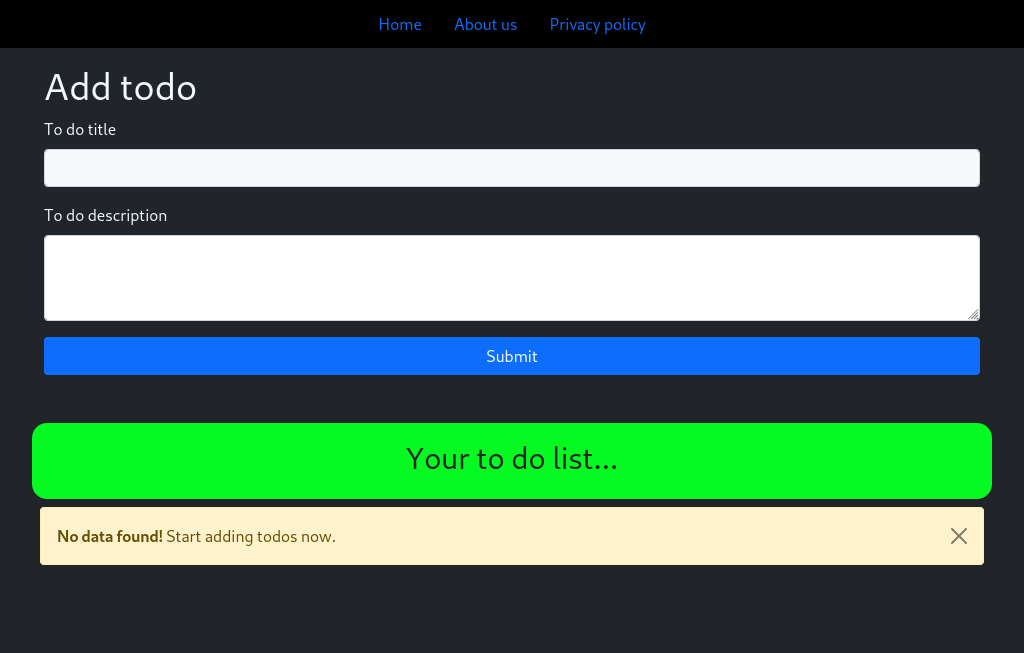 Home About us Privacy policy
Add todo
To do title
To do description
Submit
Your to do list...
No data found! Start adding todos now.